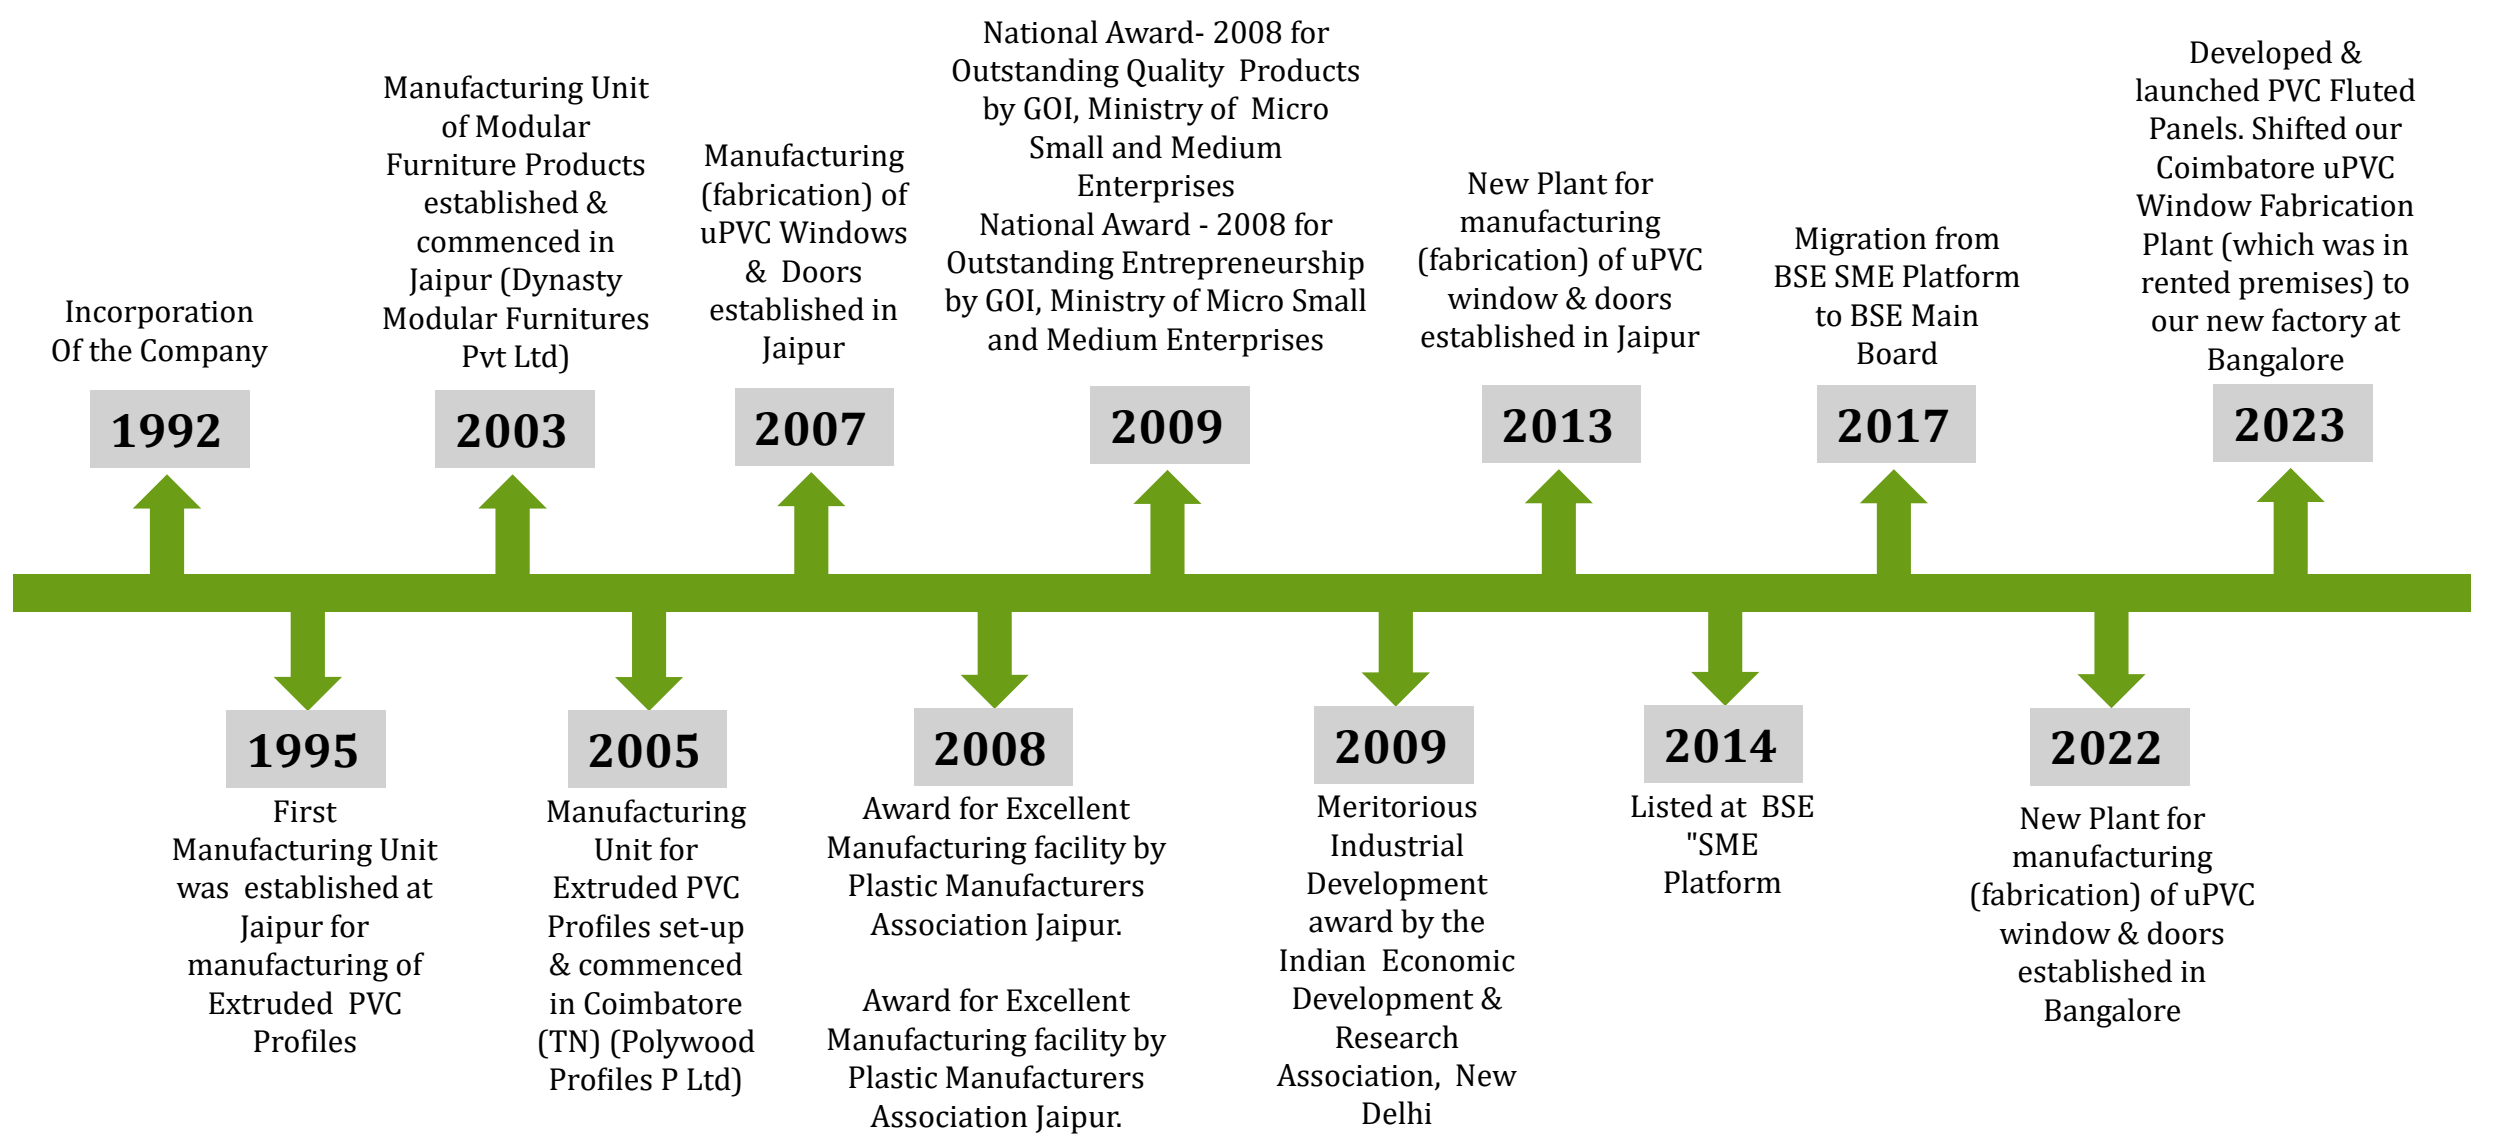 Incorporation
Of the Company
1992
First
Manufacturing Unit
was established at
Jaipur for
manufacturing of
Extruded PVC
Profiles
1995
Manufacturing Unit
of Modular
Furniture Products
established &
commenced in
Jaipur (Dynasty
Modular Furnitures
Pvt Ltd)
2003
2005
Manufacturing
Unit for
Extruded PVC
Profiles set-up
& commenced
in Coimbatore
(TN) (Polywood
Profiles P Ltd)
Manufacturing
(fabrication) of
uPVC Windows
& Doors
established in
Jaipur
2007
2008
Award for Excellent
Manufacturing facility by
Plastic Manufacturers
Association Jaipur.
Award for Excellent
Manufacturing facility by
Plastic Manufacturers
Association Jaipur.
National Award- 2008 for
Outstanding Quality Products
by GOI, Ministry of Micro
Small and Medium
Enterprises
National Award - 2008 for
Outstanding Entrepreneurship
by GOI, Ministry of Micro Small
and Medium Enterprises
2009
2009
Meritorious
Industrial
Development
award by the
Indian Economic
Development &
Research
Association, New
Delhi
New Plant for
manufacturing
(fabrication) of uPVC
window & doors
established in Jaipur
2013
2014
Listed at BSE
"SME
Platform
Migration from
BSE SME Platform
to BSE Main
Board
2017
2022
New Plant for
manufacturing
(fabrication) of uPVC
window & doors
established in
Bangalore
Developed &
launched PVC Fluted
Panels. Shifted our
Coimbatore uPVC
Window Fabrication
Plant (which was in
rented premises) to
our new factory at
Bangalore
2023